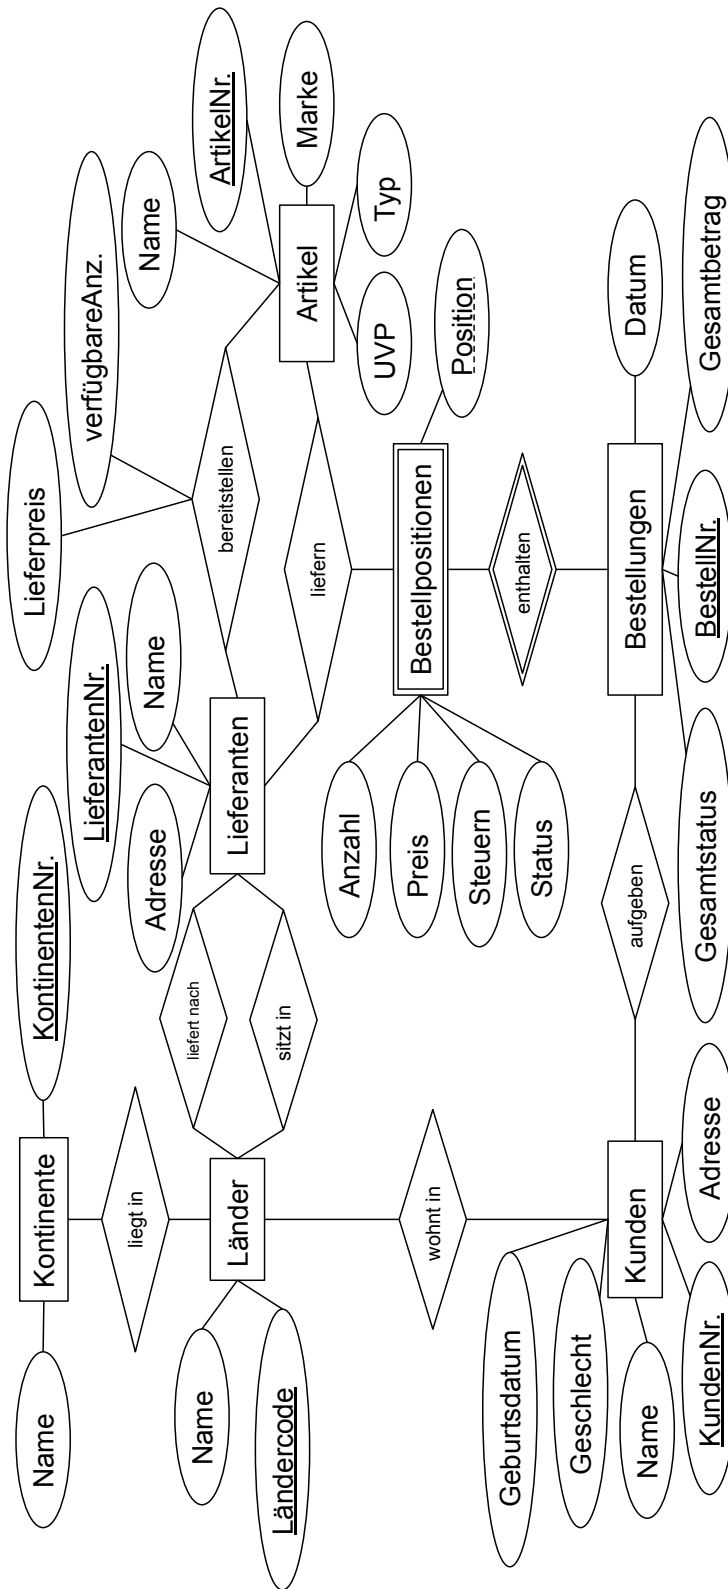 Name
Kontinente
KontinentenNr.
Lieferpreis
verfügbareAnz.
liegt in
LieferantenNr.
Name
Name
ArtikelNr.
Adresse
Name
Ländercode
Länder
liefert nach
sitzt in
Lieferanten
bereitstellen
liefern
Artikel
Marke
UVP
Typ
Anzahl
Preis
Steuern
Status
wohnt in
Bestellpositionen
Position
Geburtsdatum
Geschlecht
Name
KundenNr.
enthalten
Kunden
aufgeben
Bestellungen
Datum
Adresse
Gesamtstatus
BestellNr.
Gesamtbetrag